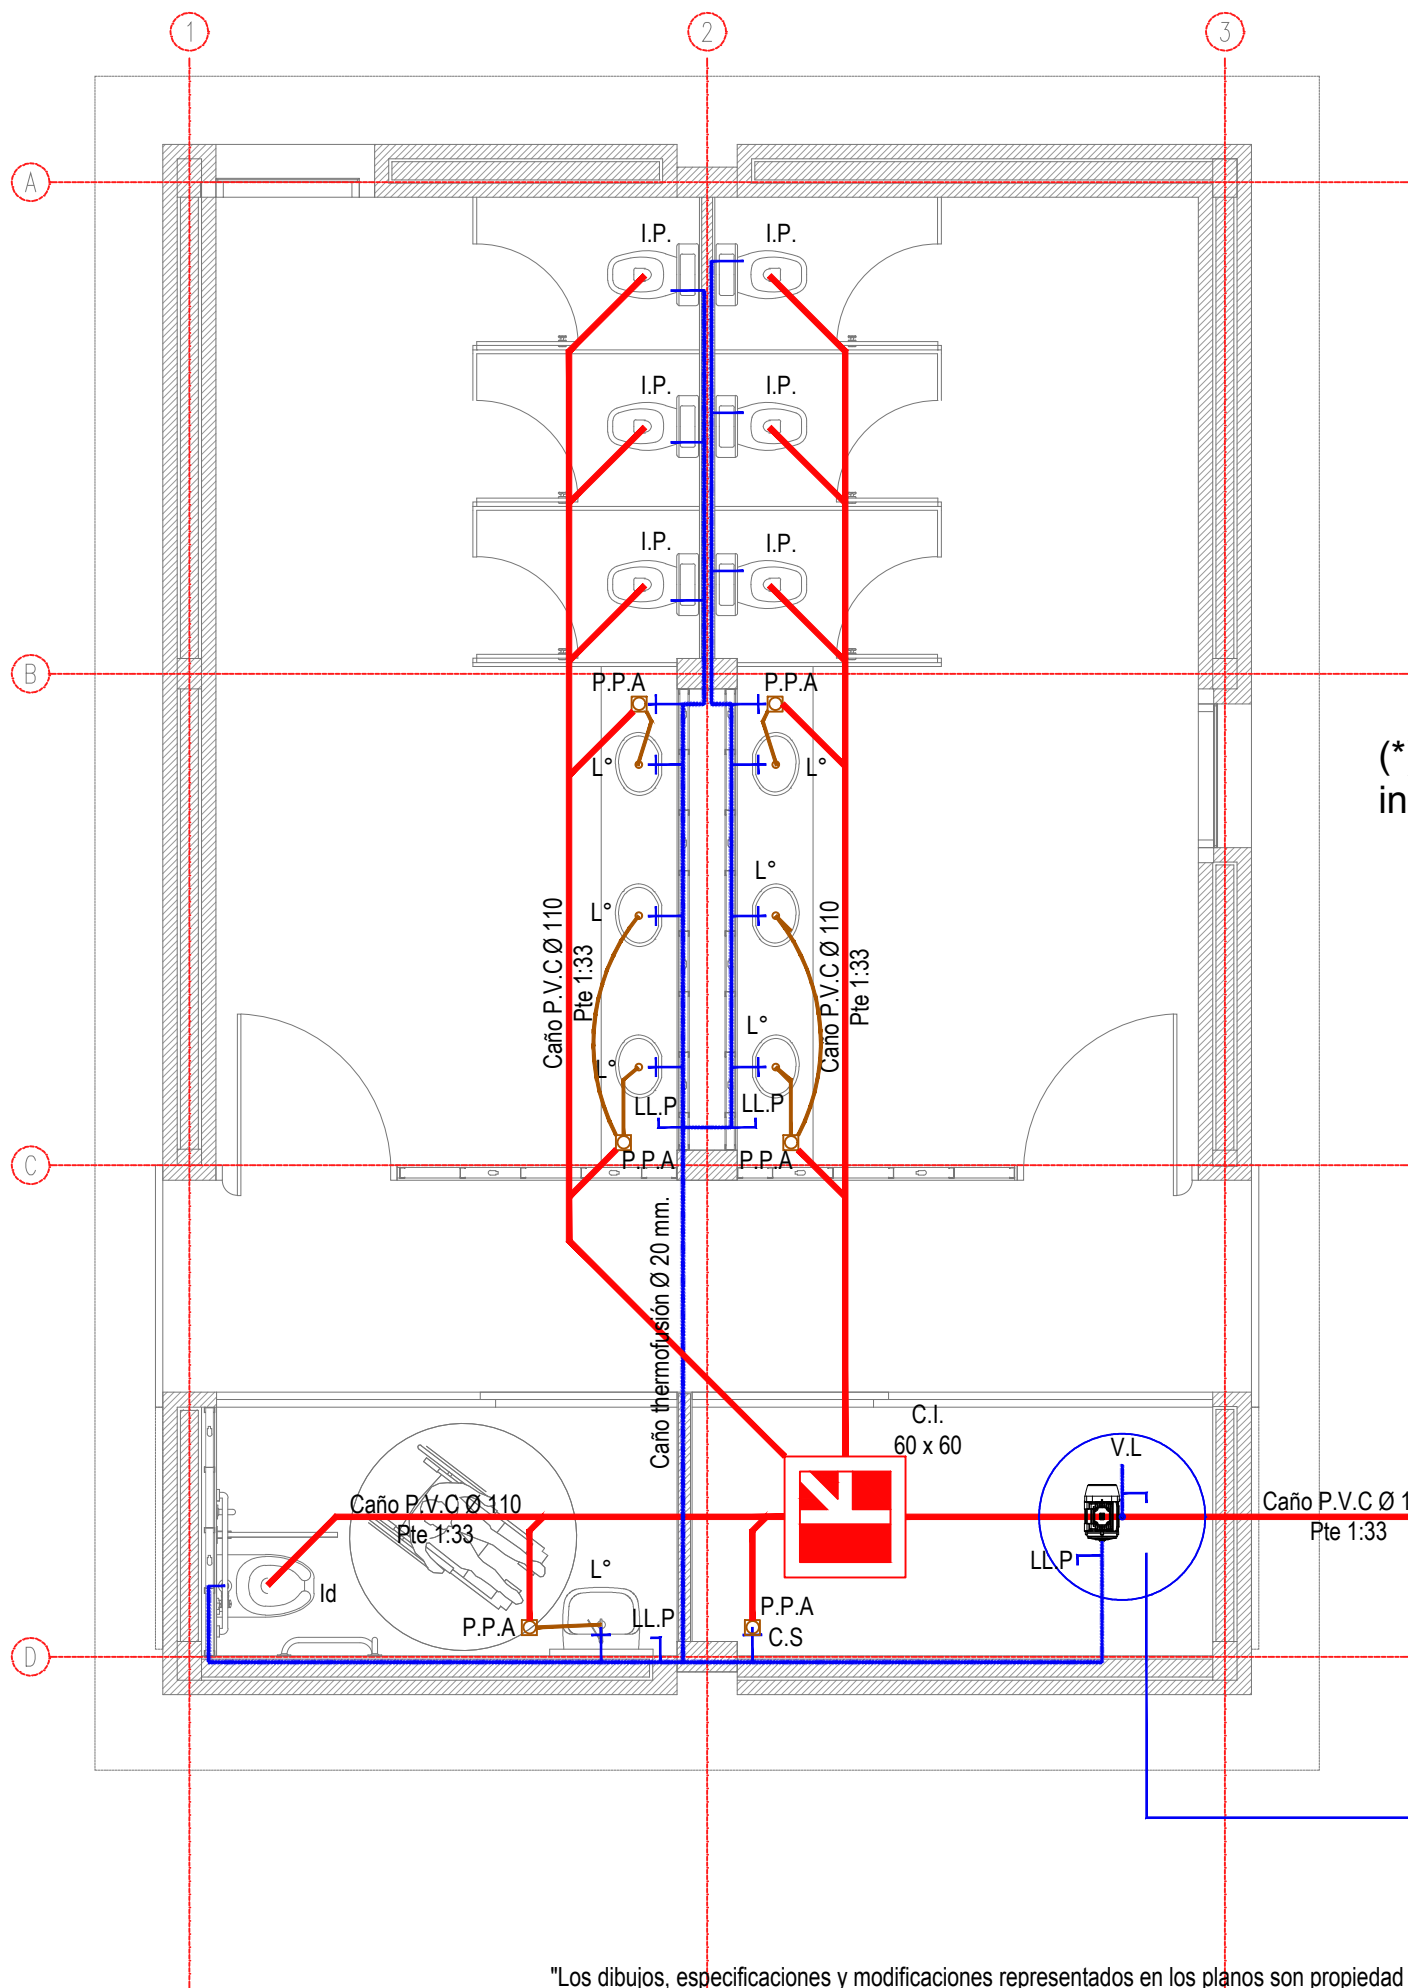 1
2
3
A
I.P.
I.P.
I.P.
I.P.
I.P.
I.P.
B
P.P.A
P.P.A
(*
in
L°
L°
L°
L°
Caño P.V.C Ø 110
Pte 1:33
Caño P.V.C Ø 110
Pte 1:33
L°
L°
LL.P
LL.P
C
P.P.A
P.P.A
Caño thermofusión Ø 20 mm.
C.I.
60 x 60
V.L
Caño P.V.C Ø 110
Pte 1:33
Caño P.V.C Ø 1
Pte 1:33
LL.P
Id
L°
P.P.A
LL.P
P.P.A
C.S
D
"Los dibujos, especificaciones y modificaciones representados en los planos son propiedad